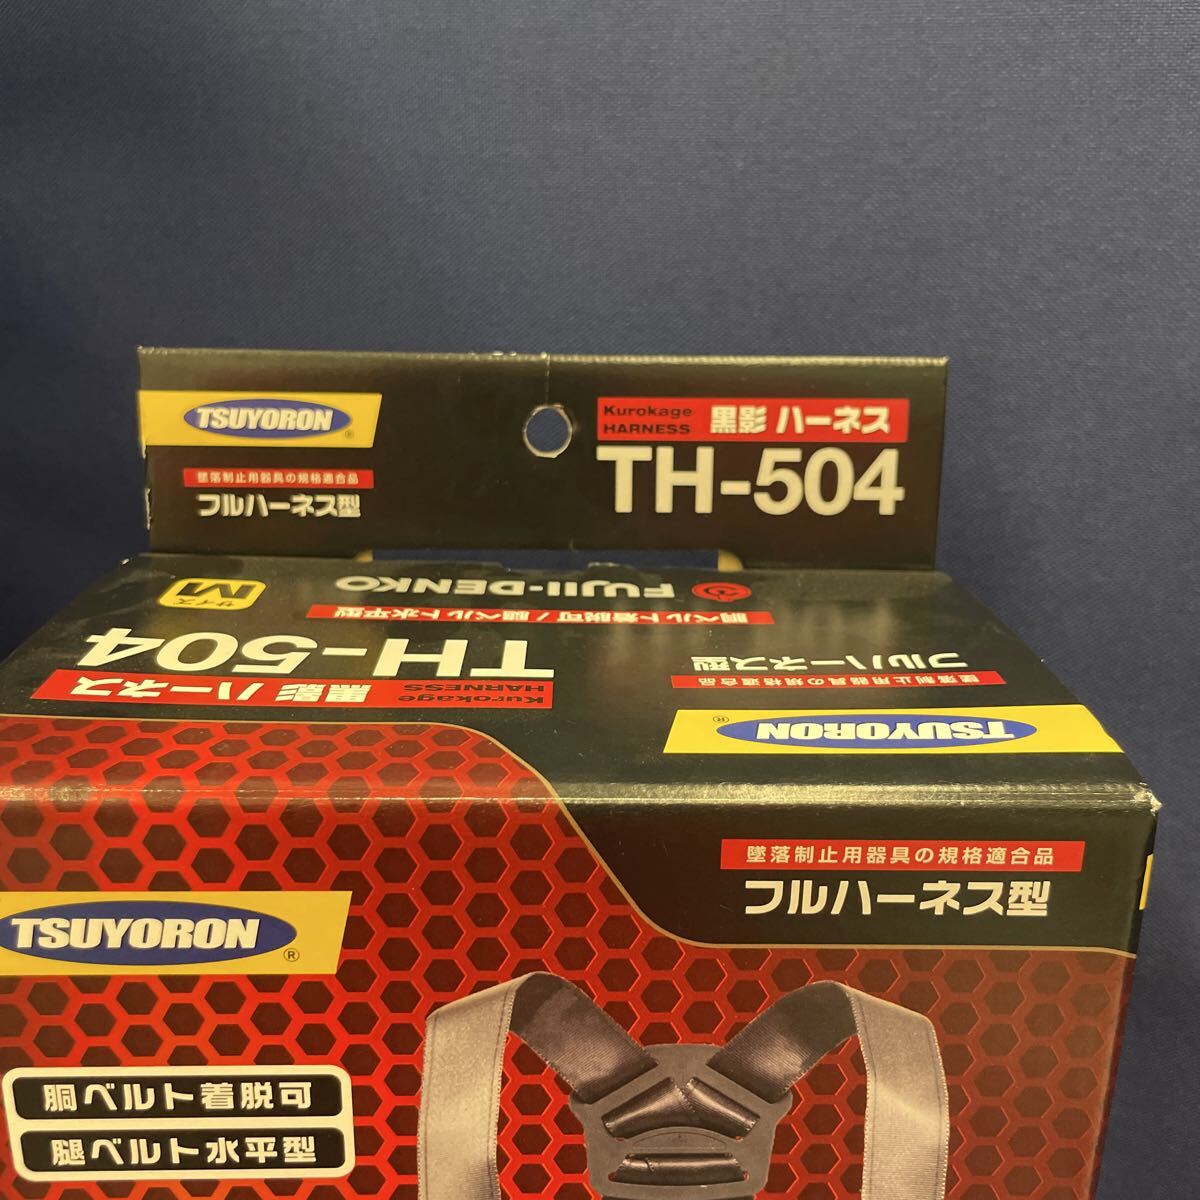 TSUYORON
®
墜落制止用器具の規格適合品
フルハーネス型
Kurokage
HARNESS
黒影 ハーネス
TH-504
サイズ
M
FUJII-DENKO
胴ベルト着脱可/腿ベルト水平型
TH-504
Kurokage
HARNESS
黒影 ハーネス
フルハーネス型
墜落制止用器具の規格適合品
TSUYORON
®
墜落制止用器具の規格適合品
フルハーネス型
TSUYORON
®
胴ベルト着脱可
腿ベルト水平型